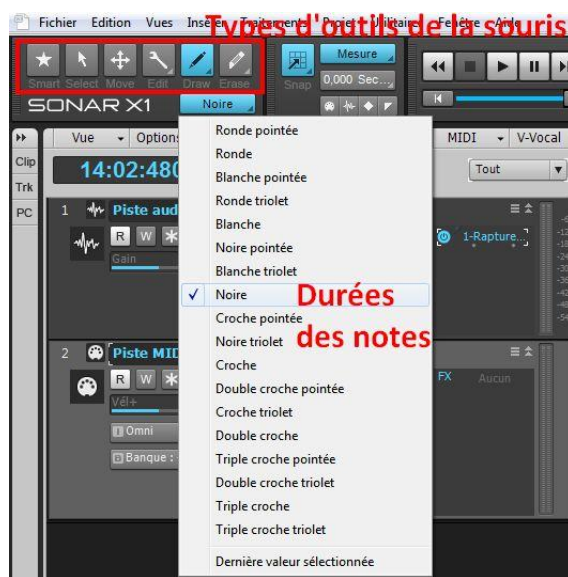 Fichier Edition Vues Insérer Traitements Projet Utilitaires Fenêtre Aide
Types d'outils de la souris
Smart Select Move Edit Draw Erase
Snap
Mesure
0,000 Sec...
SONAR X1
Noire
Vue Options
MIDI V-Vocal
Clip
Trk
PC
14:02:480
Tout
1 Piste aud
R W
Gain
1-Rapture...
2 Piste MID
R W
Vél+
Omni
Banque :
FX Aucun
Ronde pointée
Ronde
Blanche pointée
Ronde triolet
Blanche
Noire pointée
Blanche triolet
Noire
Croche pointée
Noire triolet
Croche
Double croche pointée
Croche triolet
Double croche
Triple croche pointée
Double croche triolet
Triple croche
Triple croche triolet
Dernière valeur sélectionnée
Durées
des notes